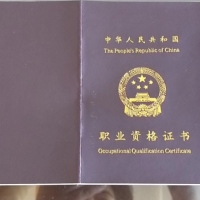 中华人民共和国
The People's Republic of China
职业资格证书
Occupational Qualification Certificate